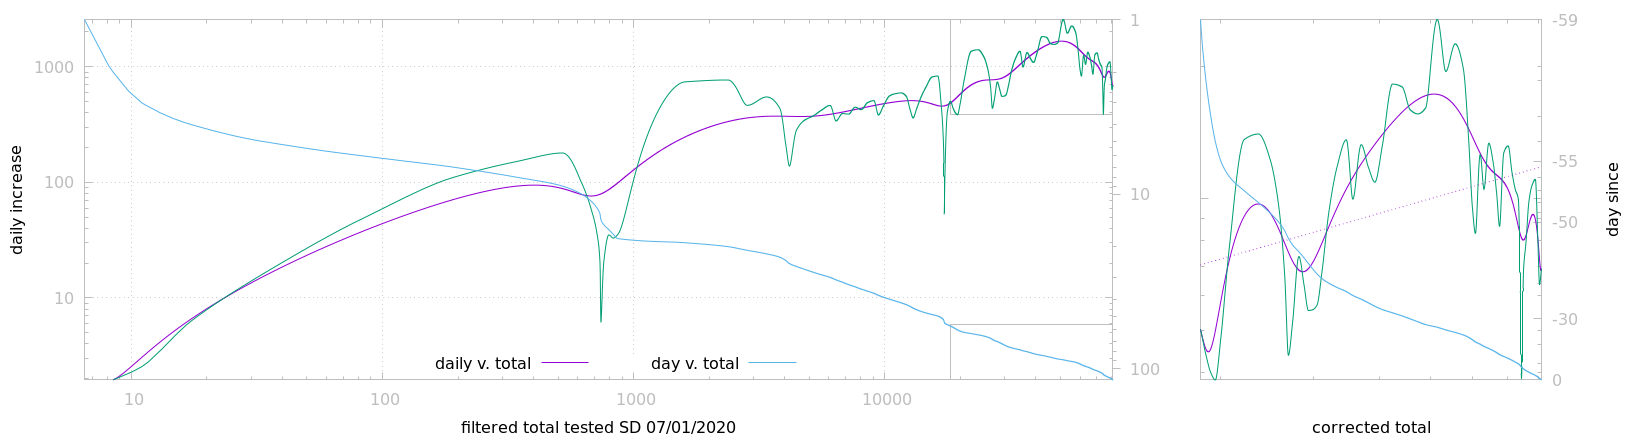 daily increase
1000
100
10
10
100
1000
10000
filtered total tested SD 07/01/2020
daily v. total
day v. total
1
10
100
corrected total
-59
-55
-50
-30
0
day since